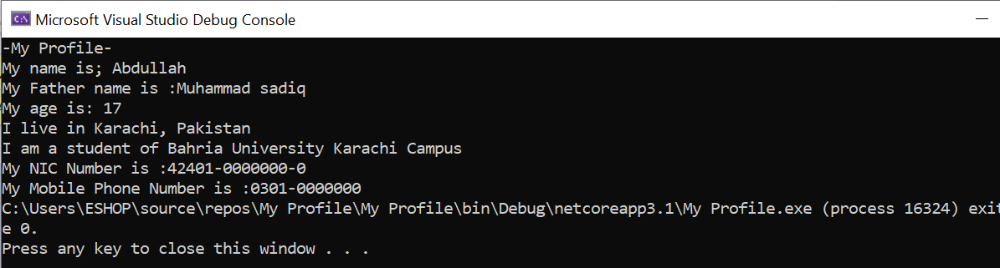 Microsoft Visual Studio Debug Console
-My Profile-
My name is; Abdullah
My Father name is :Muhammad sadiq
My age is: 17
I live in Karachi, Pakistan
I am a student of Bahria University Karachi Campus
My NIC Number is :42401-0000000-0
My Mobile Phone Number is :0301-0000000
C:\Users\ESHOP\source\repos\My Profile\My Profile\bin\Debug\netcoreapp3.1\My Profile.exe (process 16324) exit
e 0.
Press any key to close this window . . .